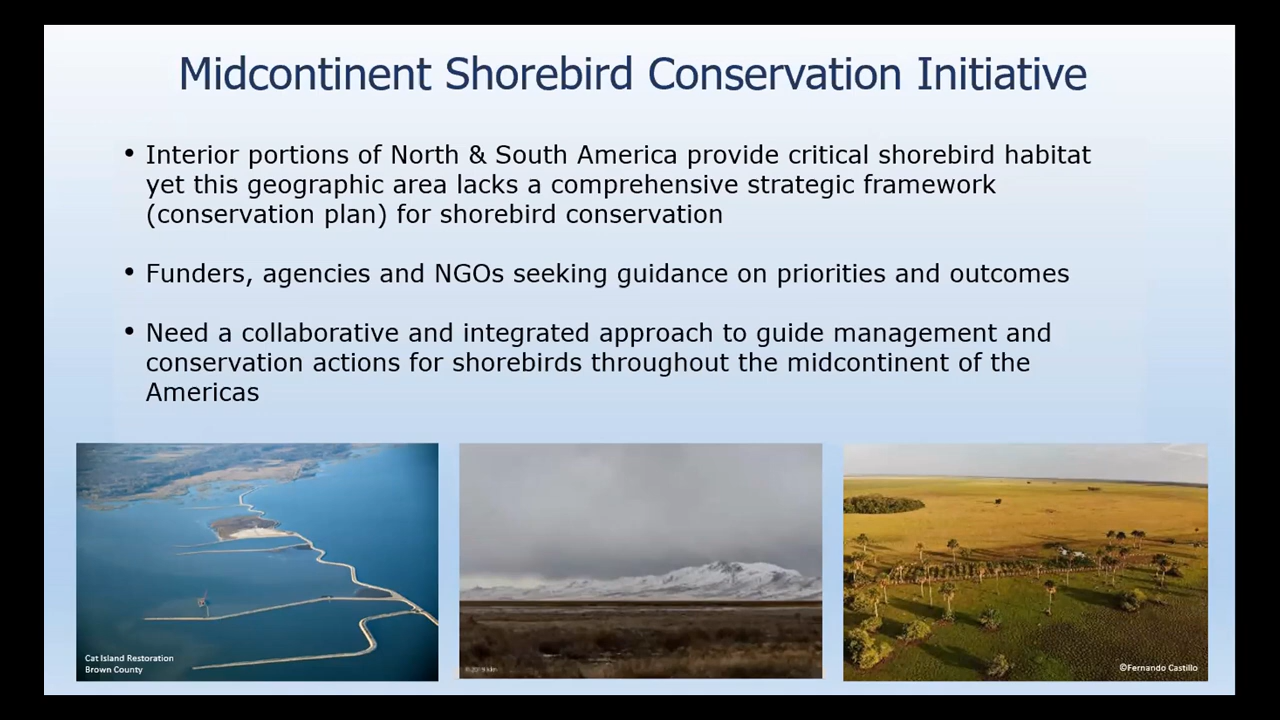 Midcontinent Shorebird Conservation Initiative
• Interior portions of North & South America provide critical shorebird habitat
yet this geographic area lacks a comprehensive strategic framework
(conservation plan) for shorebird conservation
• Funders, agencies and NGOs seeking guidance on priorities and outcomes
• Need a collaborative and integrated approach to guide management and
conservation actions for shorebirds throughout the midcontinent of the
Americas
Cat Island Restoration
Brown County
©Fernando Castillo